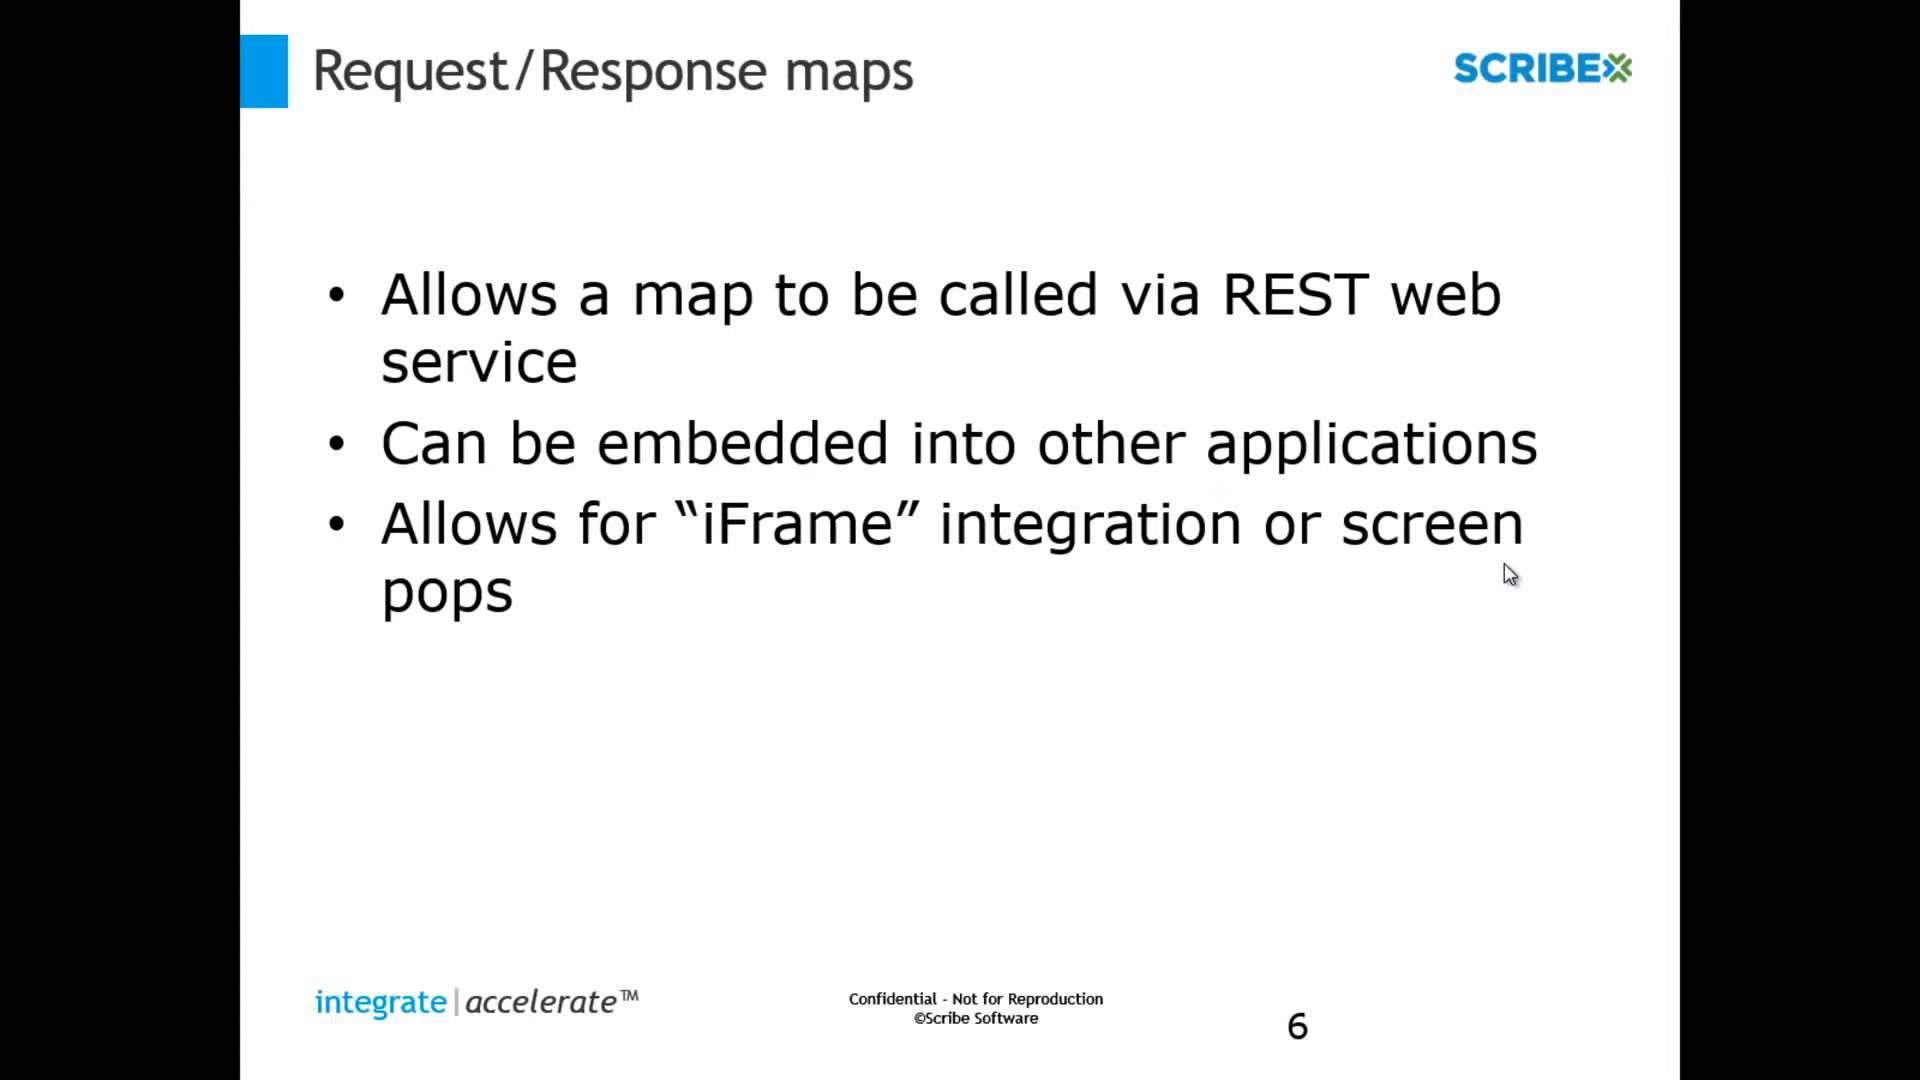 Request/Response maps
SCRIBE
• Allows a map to be called via REST web
service
• Can be embedded into other applications
• Allows for “iFrame” integration or screen
pops
integrate|accelerate™
Confidential - Not for Reproduction
©Scribe Software
6